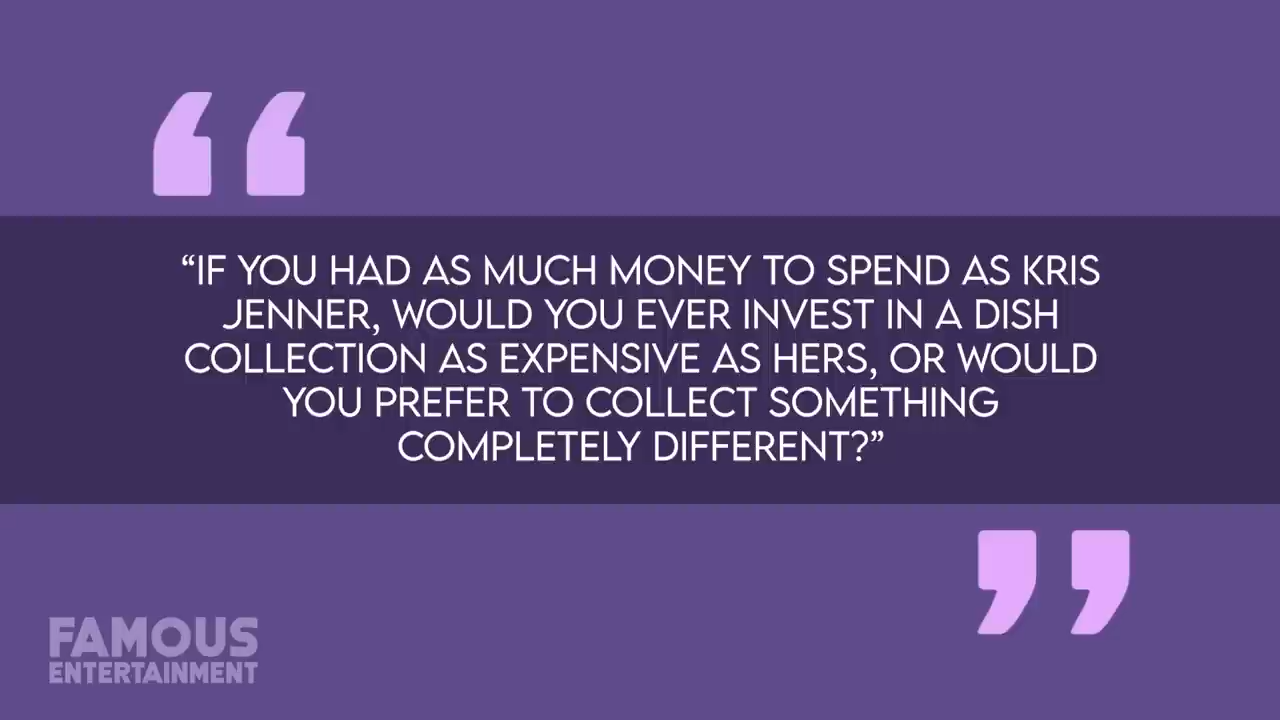 “IF YOU HAD AS MUCH MONEY TO SPEND AS KRIS
JENNER, WOULD YOU EVER INVEST IN A DISH
COLLECTION AS EXPENSIVE AS HERS, OR WOULD
YOU PREFER TO COLLECT SOMETHING
COMPLETELY DIFFERENT?”
FAMOUS
ENTERTAINMENT